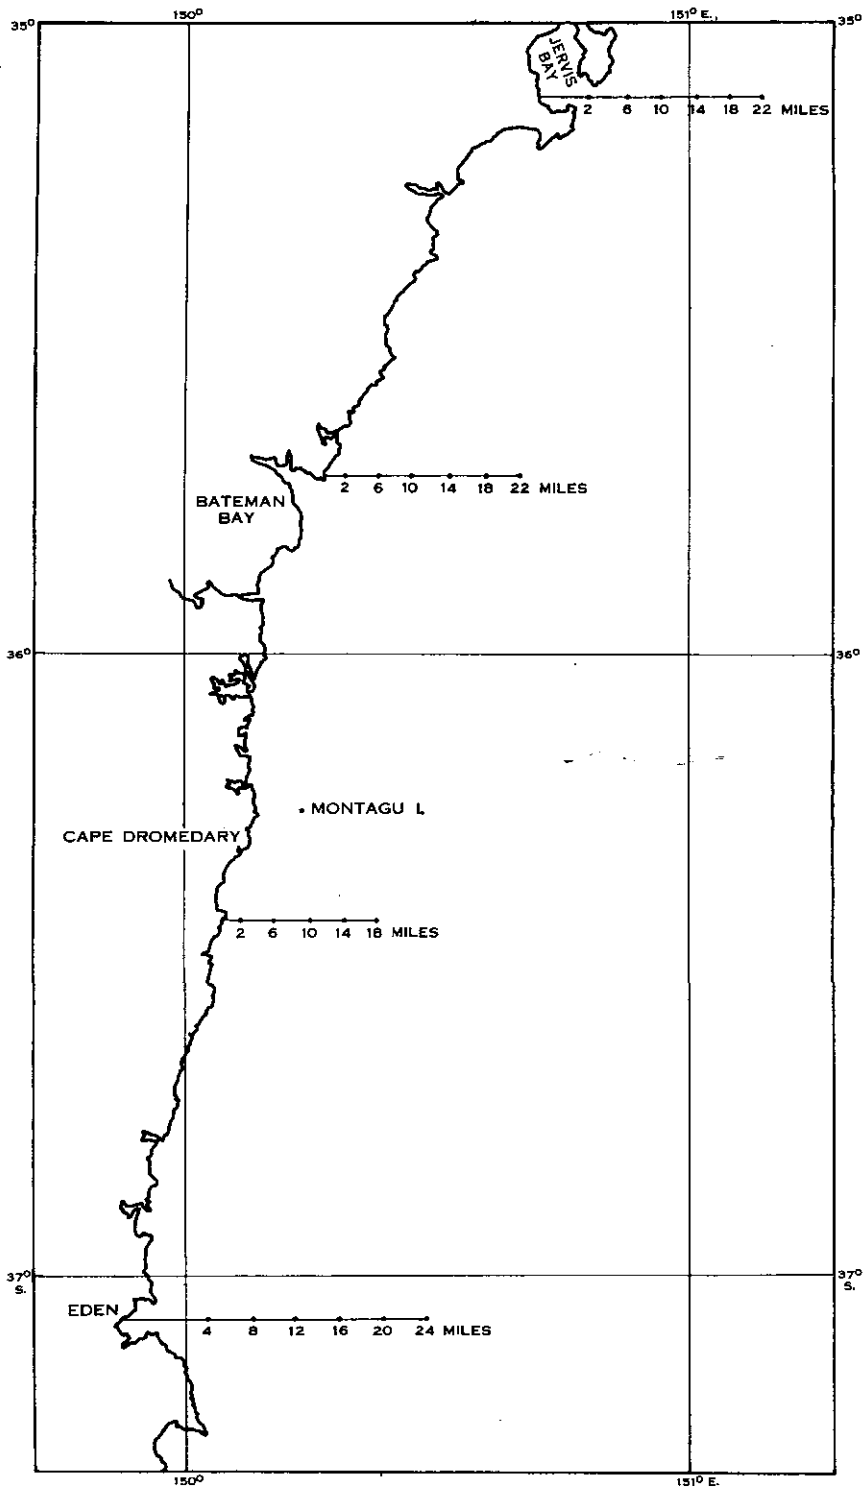 150°
151° E.
35°
35°
JERVIS
BAY
2 6 10 14 18 22 MILES
2 6 10 14 18 22 MILES
BATEMAN
BAY
36°
36°
MONTAGU I.
CAPE DROMEDARY
2 6 10 14 18 MILES
37°
S.
37°
S.
EDEN
4 8 12 16 20 24 MILES
150°
151° E.